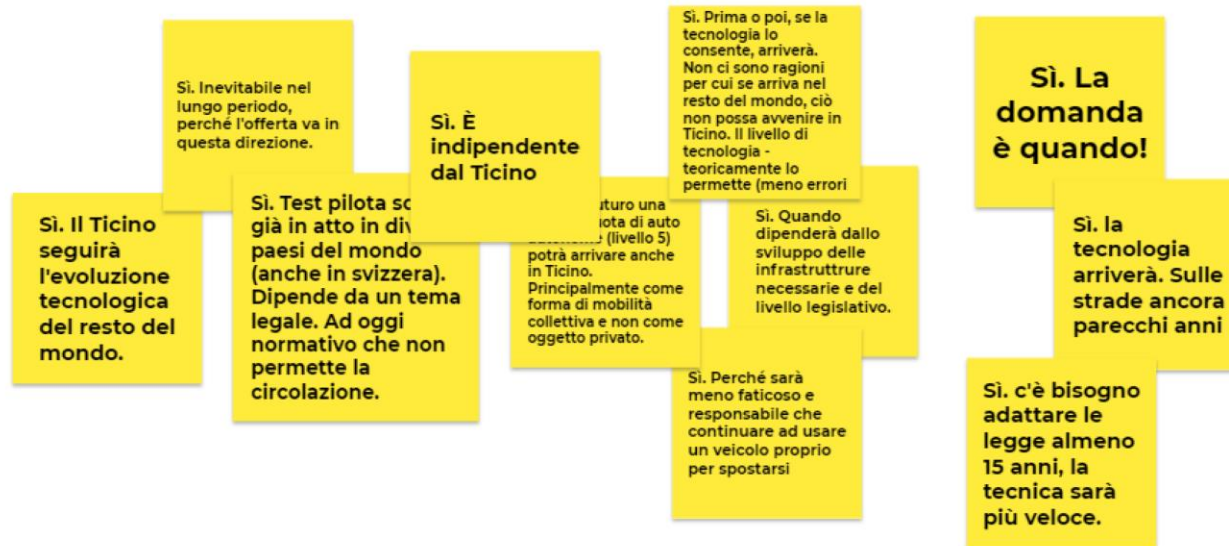 Sì. Inevitabile nel
lungo periodo,
perché l'offerta va in
questa direzione.
Sì. Il Ticino
seguirà
l'evoluzione
tecnologica
del resto del
mondo.
Sì. Test pilota
già in atto in
paesi del mondo
(anche in svizzera).
Dipende da un tema
legale. Ad oggi
normativo che non
permette la
circolazione.
Sì. È
indipendente
dal Ticino
una
di auto
(livello 5)
potrà arrivare anche
in Ticino.
Principalmente come
forma di mobilità
collettiva e non come
oggetto privato.
Sì. Prima o poi, se la
tecnologia lo
consente, arriverà.
Non ci sono ragioni
per cui se arriva nel
resto del mondo, ciò
non possa avvenire in
Ticino. Il livello di
tecnologia -
teoricamente lo
permette (meno errori
Sì. Quando
dipenderà dallo
sviluppo delle
infrastruttrure
necessarie e del
livello legislativo.
Sì. Perché sarà
meno faticoso e
responsabile che
continuare ad usare
un veicolo proprio
per spostarsi
Sì. La
domanda
è quando!
Sì. la
tecnologia
arriverà. Sulle
strade ancora
parecchi anni
Sì. c'è bisogno
adattare le
legge almeno
15 anni, la
tecnica sarà
più veloce.